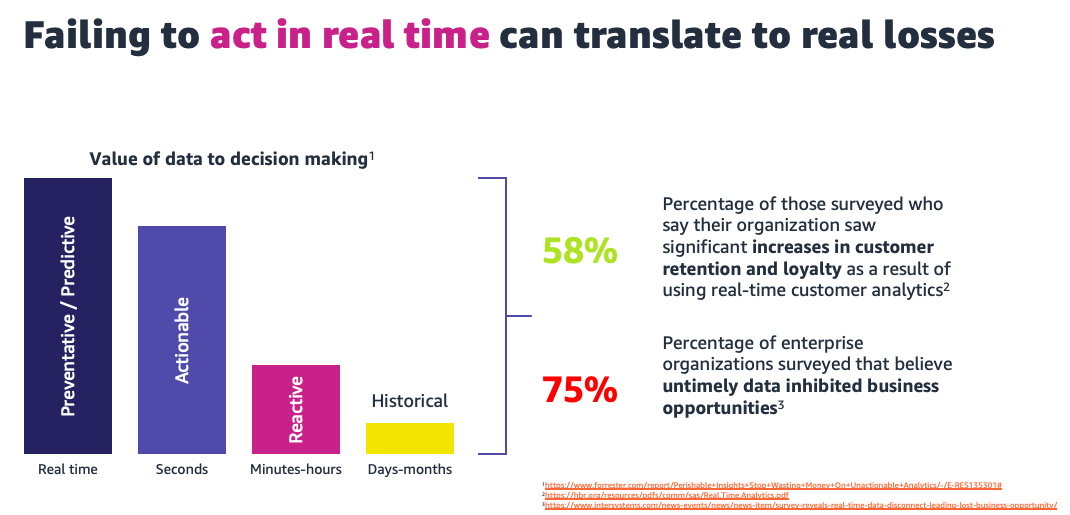 Failing to act in real time can translate to real losses
Value of data to decision making¹
Preventative / Predictive
Actionable
Reactive
Historical
Real time
Seconds
Minutes-hours
Days-months
58%
Percentage of those surveyed who
say their organization saw
significant increases in customer
retention and loyalty as a result of
using real-time customer analytics²
75%
Percentage of enterprise
organizations surveyed that believe
untimely data inhibited business
opportunities³
¹https://www.forrester.com/report/Perishable+Insights+Stop+Wasting+Money+On+Unactionable+Analytics/-/E-RES135301#
²https://hbr.org/resources/pdfs/comm/sas/Real.Time.Analytics.pdf
³https://www.intersystems.com/news-events/news/news-item/survey-reveals-real-time-data-disconnect-leading-lost-business-opportunity/